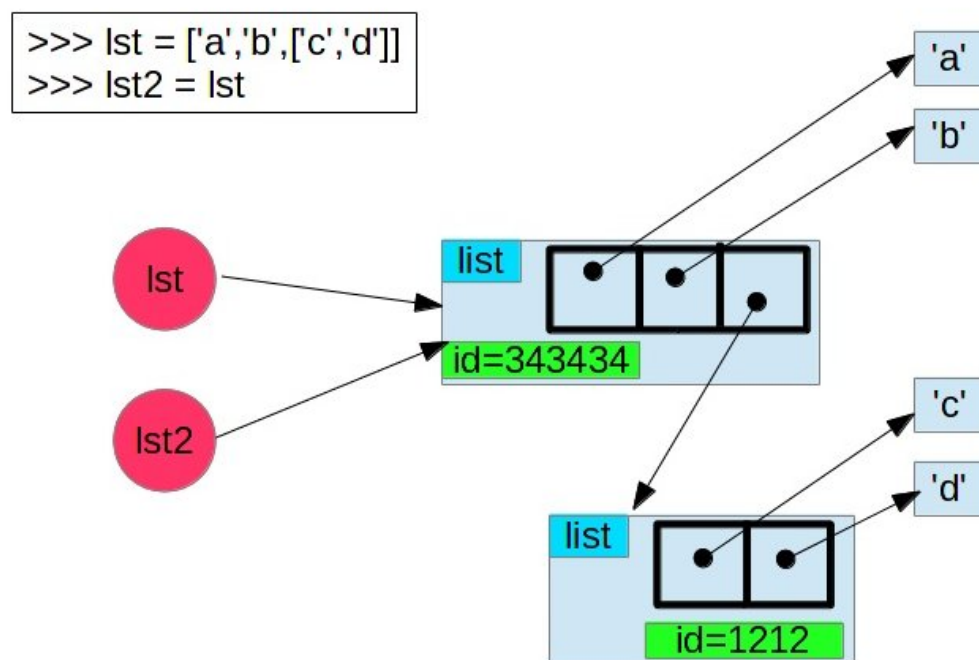 >>> lst = ['a','b',['c','d']]
>>> lst2 = lst
'a'
'b'
list
lst
id=343434
lst2
'c'
'd'
list
id=1212